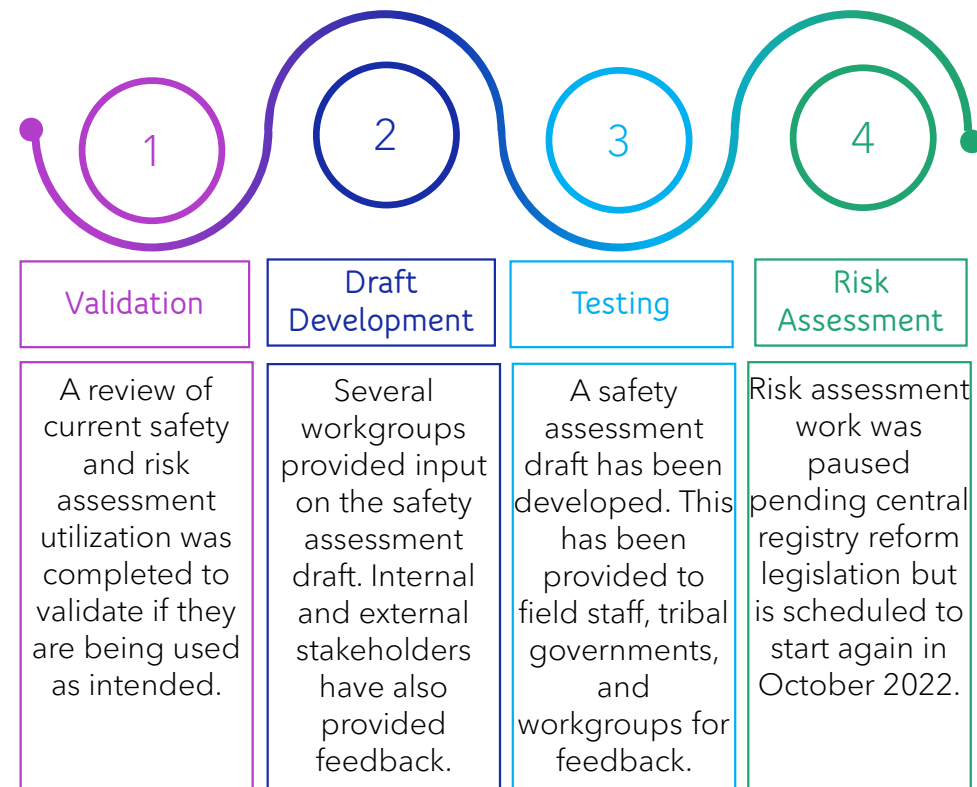 1
2
3
4
Validation
Draft
Development
Testing
Risk
Assessment
A review of
current safety
and risk
assessment
utilization was
completed to
validate if they
are being used
as intended.
Several
workgroups
provided input
on the safety
assessment
draft. Internal
and external
stakeholders
have also
provided
feedback.
A safety
assessment
draft has been
developed. This
has been
provided to
field staff, tribal
governments,
and
workgroups for
feedback.
Risk assessment
work was
paused
pending central
registry reform
legislation but
is scheduled to
start again in
October 2022.